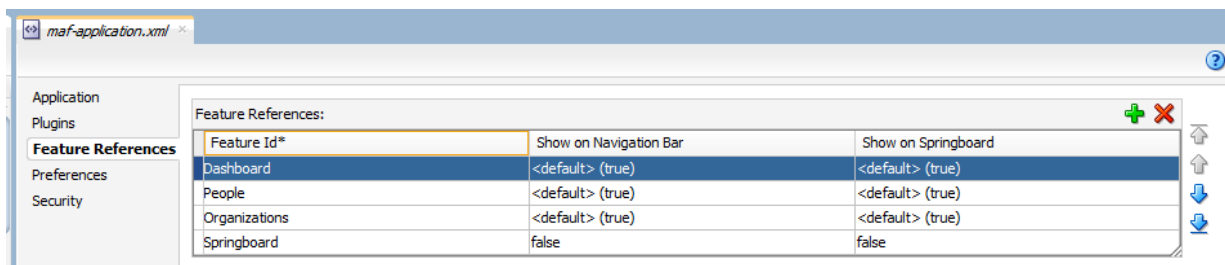 maf-application.xml
Application
Plugins
Feature References
Preferences
Security
Feature References:
Feature Id* Show on Navigation Bar Show on Springboard
Dashboard <default> (true) <default> (true)
People <default> (true) <default> (true)
Organizations <default> (true) <default> (true)
Springboard false false